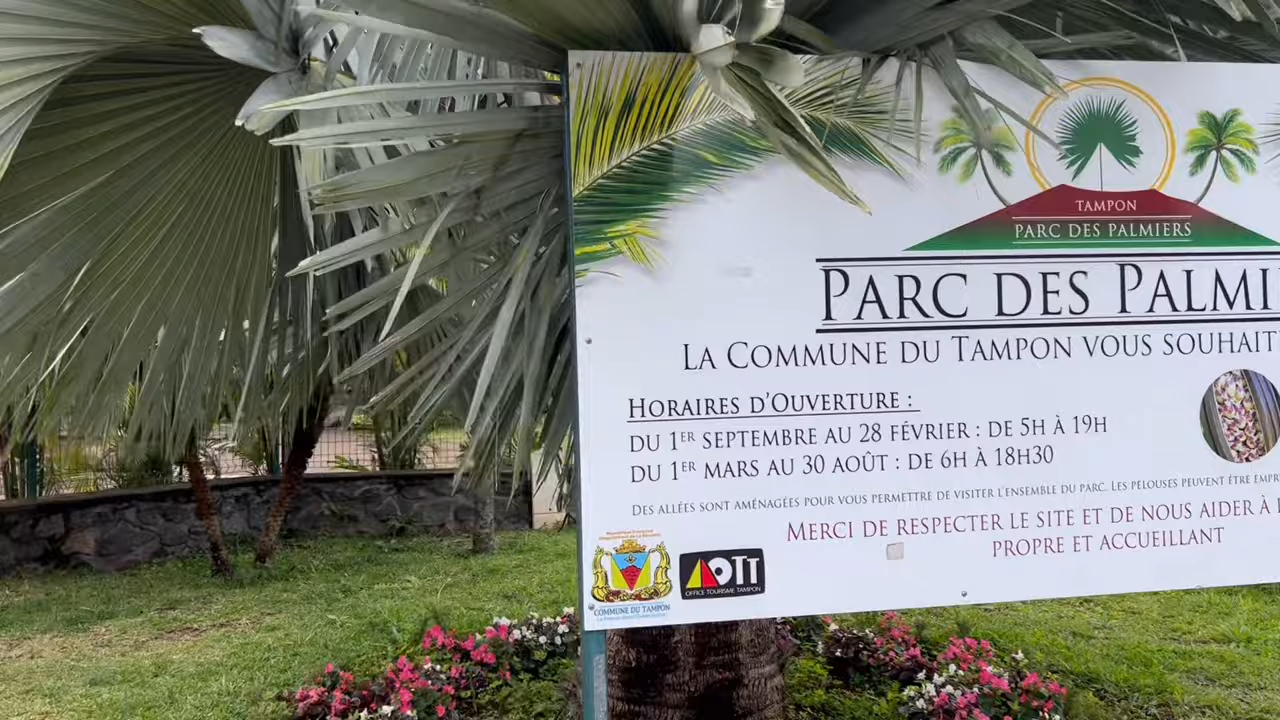 TAMPON
PARC DES PALMIERS
PARC DES PALMI
LA COMMUNE DU TAMPON VOUS SOUHAIT
HORAIRES D'OUVERTURE :
DU 1ER SEPTEMBRE AU 28 FÉVRIER : DE 5H À 19H
DU 1ER MARS AU 30 AOÛT : DE 6H À 18H30
DES ALLÉES SONT AMÉNAGÉES POUR VOUS PERMETTRE DE VISITER L'ENSEMBLE DU PARC. LES PELOUSES PEUVENT ÊTRE EMPR
MERCI DE RESPECTER LE SITE ET DE NOUS AIDER À
PROPRE ET ACCUEILLANT
COMMUNE DU TAMPON
OTT
OFFICE TOURISME TAMPON